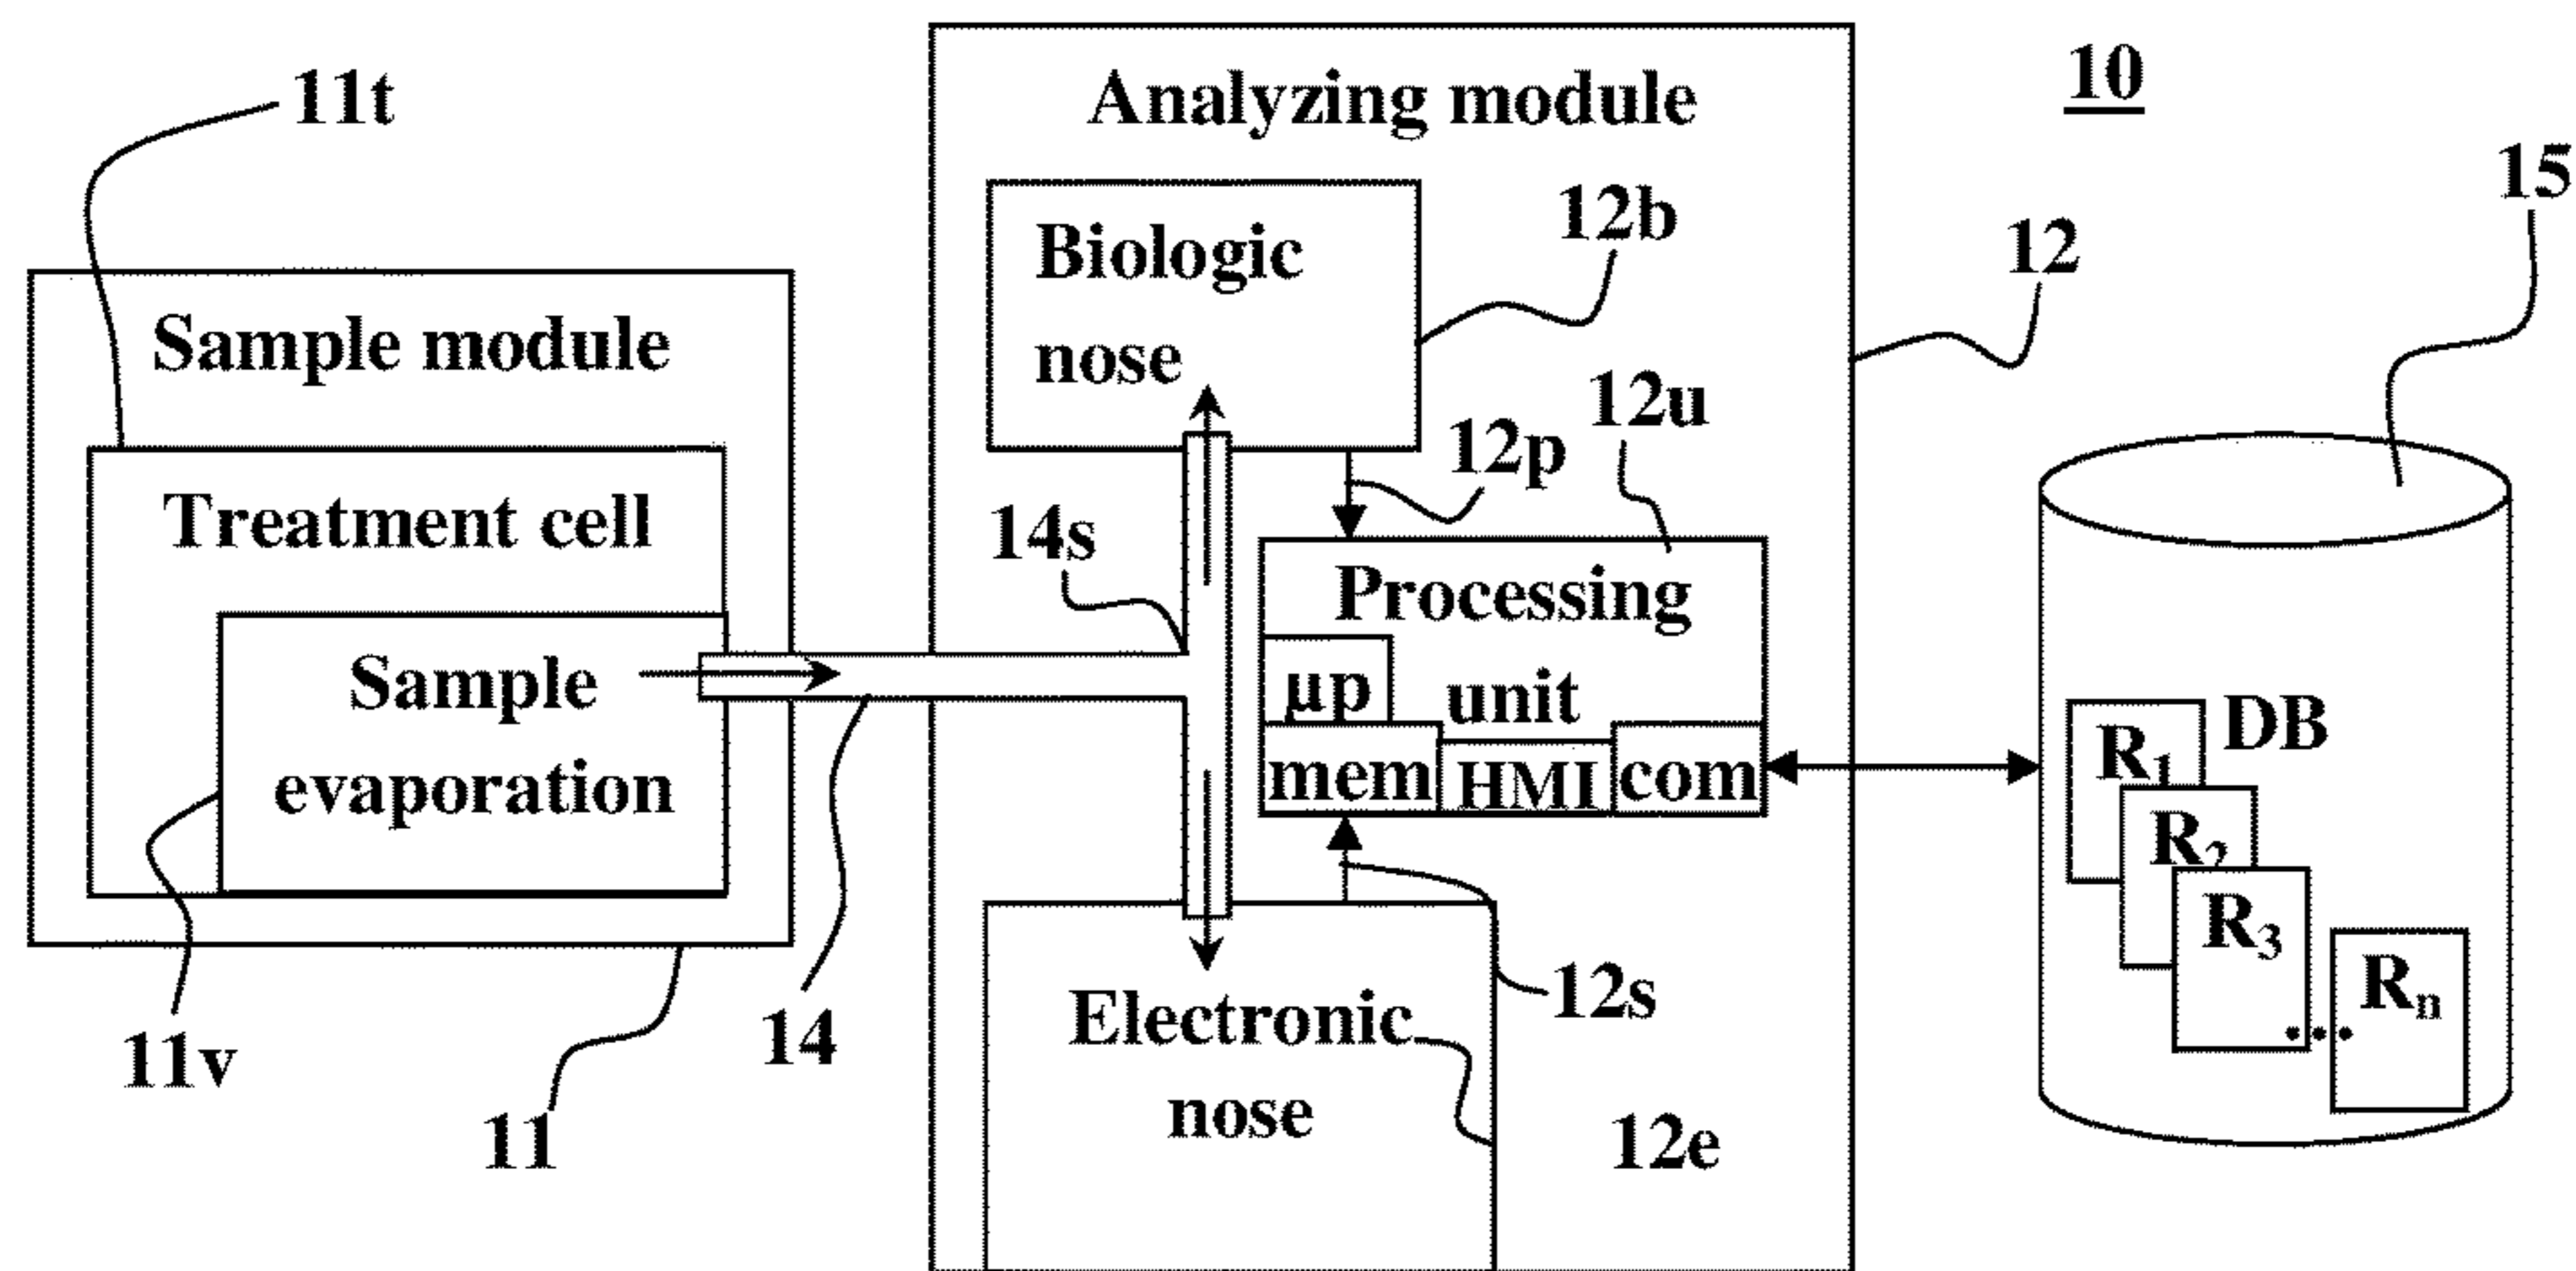 10
11t
Analyzing module
15
12b
12
Biologic
nose
Sample module
12u
12p
Treatment cell
14s
Processing
unit
Sample
evaporation
µp
mem
HMI
com
DB
R1
R2
R3
...
Rn
12s
Electronic
nose
14
11v
11
12e